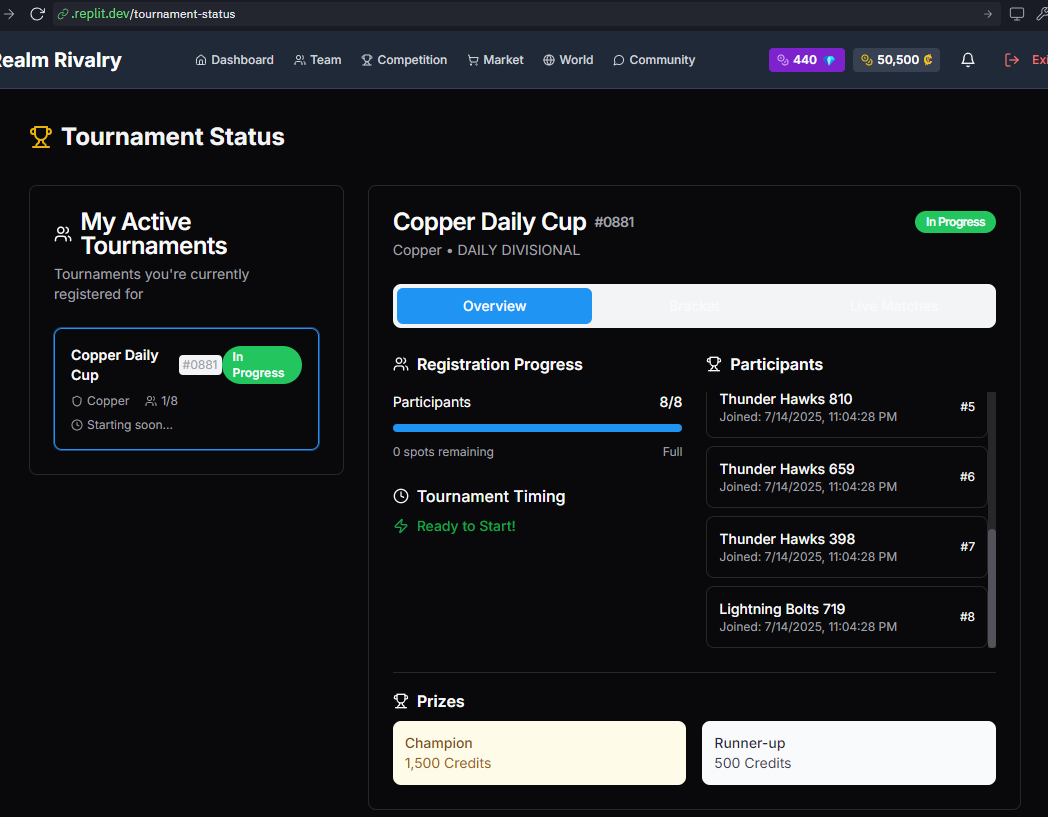 .replit.dev/tournament-status
Realm Rivalry
Dashboard
Team
Competition
Market
World
Community
440
50,500 ₵
Exi
Tournament Status
My Active
Tournaments
Tournaments you're currently
registered for
Copper Daily
Cup
#0881
In
Progress
Copper
1/8
Starting soon...
Copper Daily Cup #0881
In Progress
Copper • DAILY DIVISIONAL
Overview
Bracket
Live Matches
Registration Progress
Participants 8/8
0 spots remaining Full
Tournament Timing
Ready to Start!
Participants
Thunder Hawks 810
Joined: 7/14/2025, 11:04:28 PM
#5
Thunder Hawks 659
Joined: 7/14/2025, 11:04:28 PM
#6
Thunder Hawks 398
Joined: 7/14/2025, 11:04:28 PM
#7
Lightning Bolts 719
Joined: 7/14/2025, 11:04:28 PM
#8
Prizes
Champion
1,500 Credits
Runner-up
500 Credits